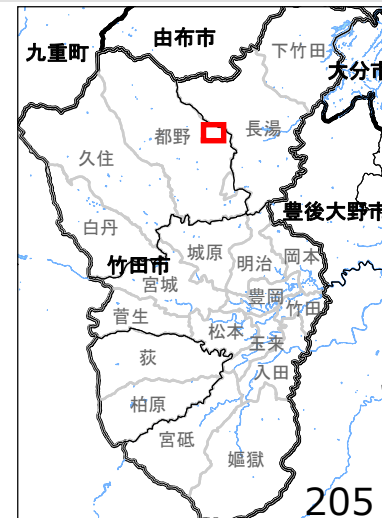 由布市
九重町
下竹田
大分市
都野
長湯
久住
豊後大野市
白丹
城原
岡本
明治
竹田市
宮城
豊岡
竹田
菅生
松本
玉来
荻
入田
柏原
宮砥
嫗嶽
205